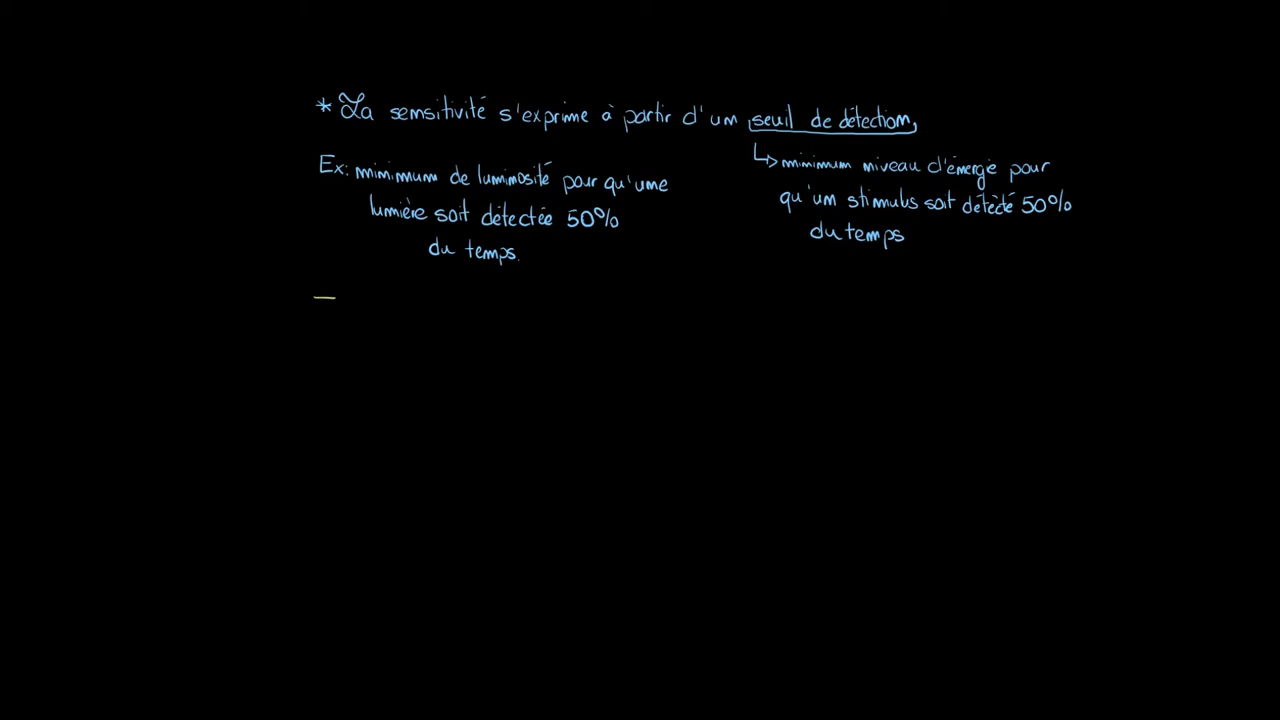 * La sensitivité s'exprime à partir d'un seuil de détection,
Ex: minimum de luminosité pour qu'une
lumière soit détectée 50%
du temps.
↳ minimum niveau d'énergie pour
qu'un stimulus soit détecté 50%
du temps